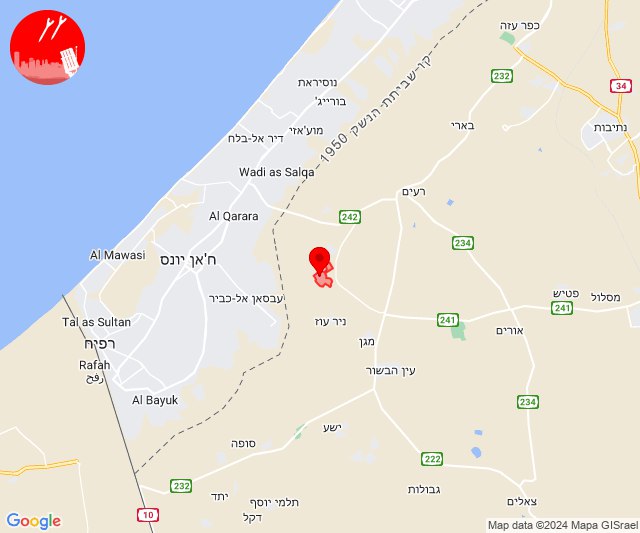 כפר עזה
232
34
נוסיראת
בורייג'
קו-שביתת-הנשק 1950
מוע'אזי
בארי
נתיבות
דיר אל-בלח
Wadi as Salqa
רעים
Al Qarara
242
234
Al Mawasi
ח'אן יונס
עבסאן אל-כביר
פטיש
מסלול
241
241
Tal as Sultan
ניר עוז
אורים
רפיח
מגן
Rafah
رفح
עין הבשור
Al Bayuk
234
ישע
סופה
222
232
גבולות
יתד
תלמי יוסף
דקל
צאלים
10
Google
Map data ©2024 Mapa GISrael